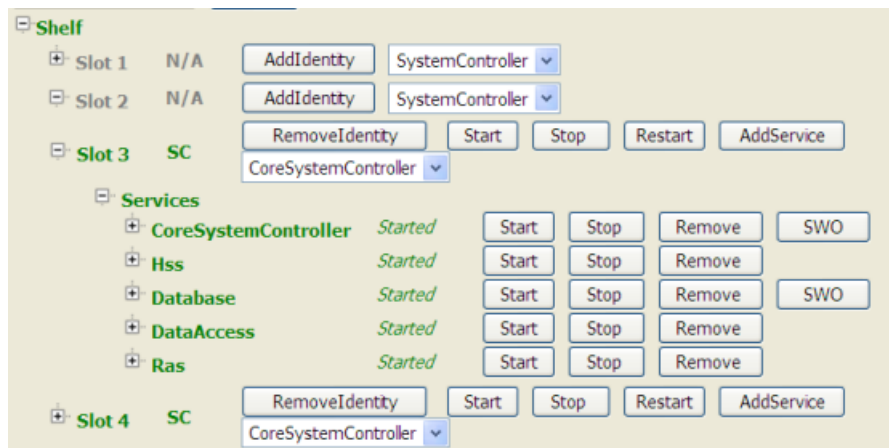 Shelf
Slot 1 N/A AddIdentity SystemController
Slot 2 N/A AddIdentity SystemController
Slot 3 SC RemoveIdentity Start Stop Restart AddService
CoreSystemController
Services
CoreSystemController Started Start Stop Remove SWO
Hss Started Start Stop Remove
Database Started Start Stop Remove SWO
DataAccess Started Start Stop Remove
Ras Started Start Stop Remove
Slot 4 SC RemoveIdentity Start Stop Restart AddService
CoreSystemController